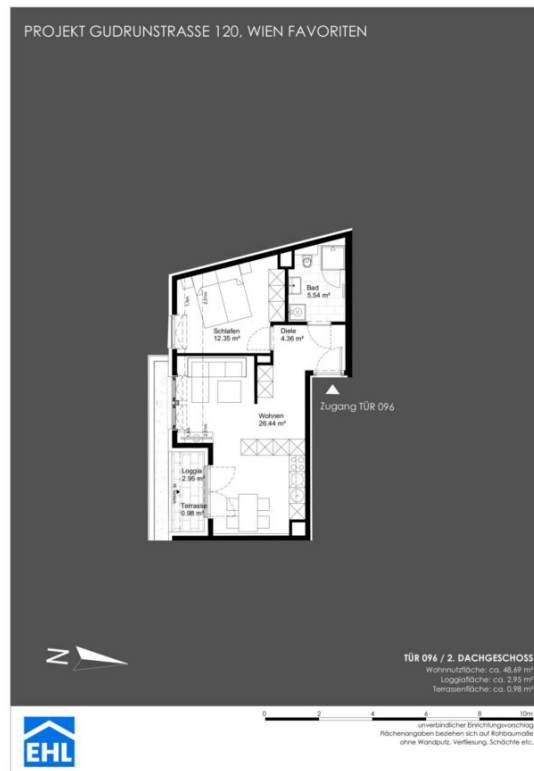 PROJEKT GUDRUNSTRASSE 120, WIEN FAVORITEN
Bad
5.54 m²
Schlafen
12.35 m²
Diele
4.36 m²
Zugang TÜR 096
Wohnen
26.44 m²
Loggia
2.95 m²
Terrasse
0.98 m²
N
TÜR 096 / 2. DACHGESCHOSS
Wohnnutzfläche: ca. 48,69 m²
Loggiafläche: ca. 2,95 m²
Terrassenfläche: ca. 0,98 m²
0 2 4 6 8 10m
unverbindlicher Einrichtungsvorschlag
Flächenangaben beziehen sich auf Rohbaumaße
ohne Wandputz, Verfliesung, Schächte etc.
EHL